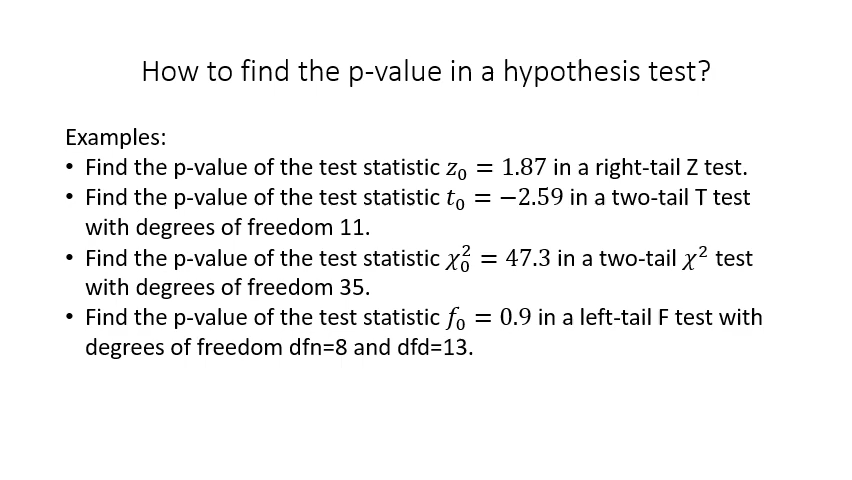 How to find the p-value in a hypothesis test?
Examples:
• Find the p-value of the test statistic z₀ = 1.87 in a right-tail Z test.
• Find the p-value of the test statistic t₀ = −2.59 in a two-tail T test
with degrees of freedom 11.
• Find the p-value of the test statistic χ₀² = 47.3 in a two-tail χ² test
with degrees of freedom 35.
• Find the p-value of the test statistic f₀ = 0.9 in a left-tail F test with
degrees of freedom dfn=8 and dfd=13.